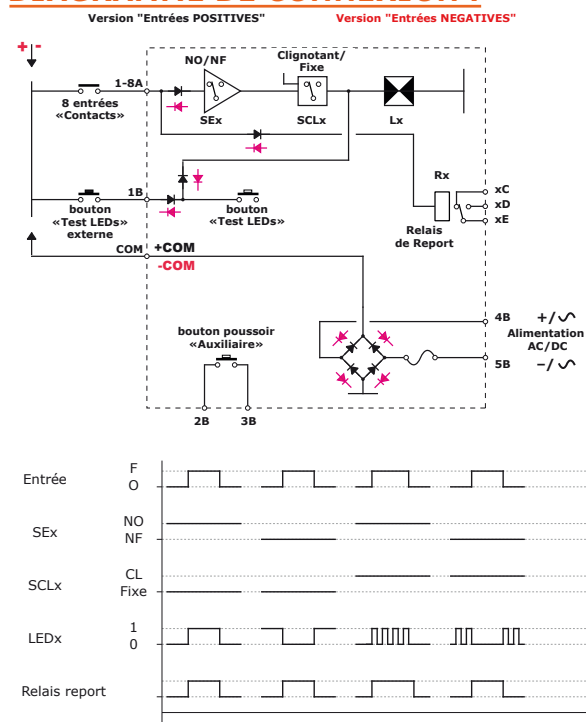 DIAGRAMME DE CONNEXION :
Version "Entrées POSITIVES"
Version "Entrées NEGATIVES"
+ -
NO/NF
Clignotant/
Fixe
1-8A
8 entrées
«Contacts»
SEx
SCLx
Lx
Rx
xC
xD
xE
1B
bouton
«Test LEDs»
externe
bouton
«Test LEDs»
Relais
de Report
COM
+COM
-COM
4B
+/∿
Alimentation
AC/DC
5B
−/∿
bouton poussoir
«Auxiliaire»
2B
3B
Entrée
F
O
SEx
NO
NF
SCLx
CL
Fixe
LEDx
1
0
Relais report